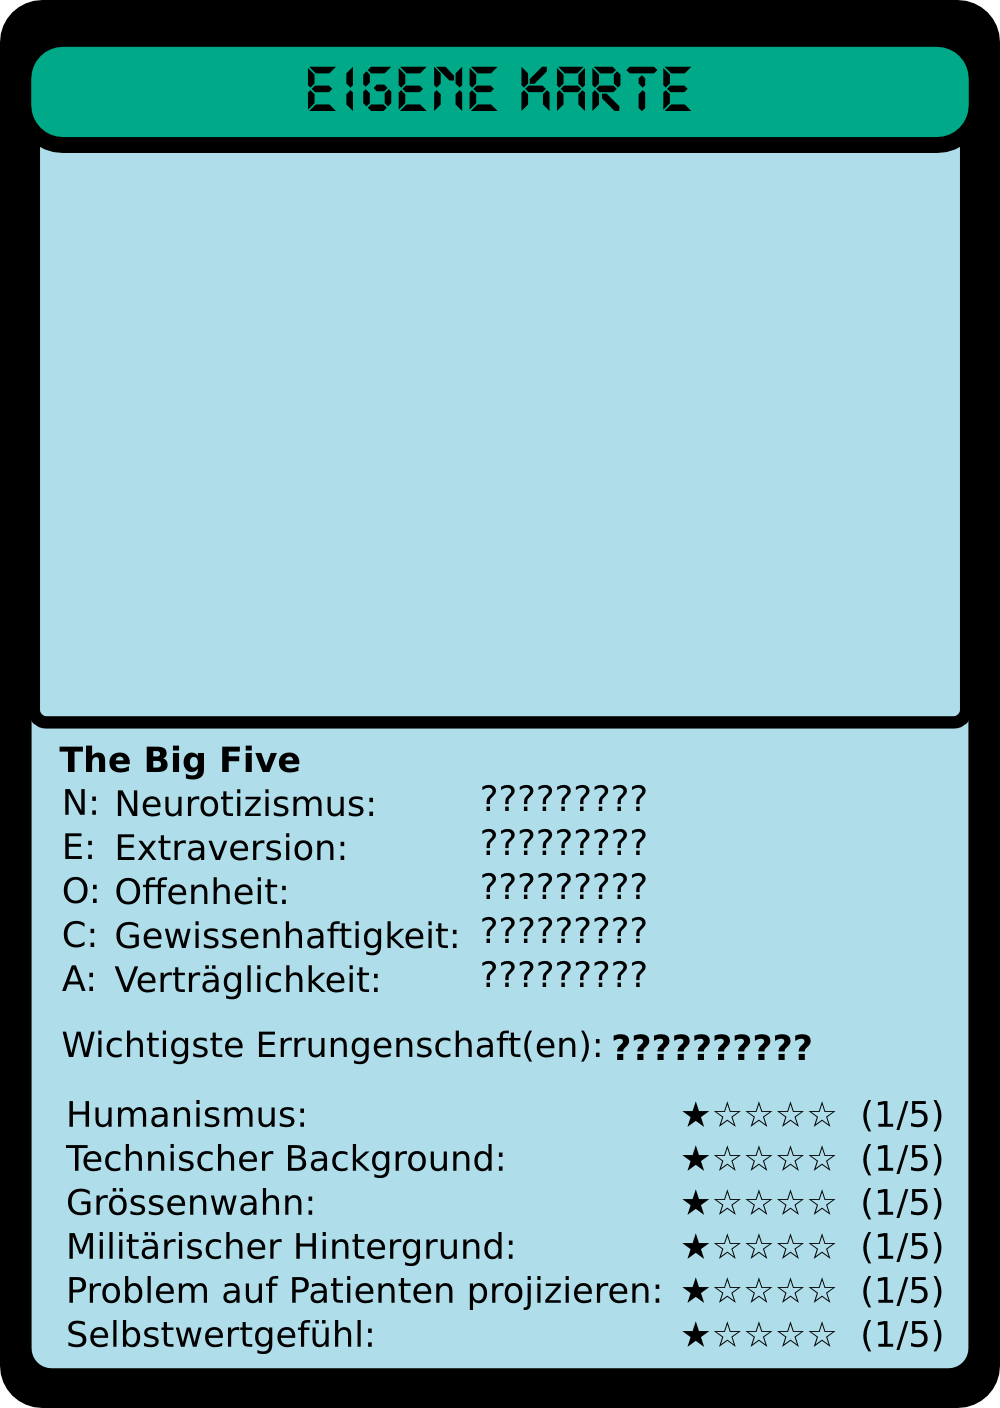 EIGENE KARTE
The Big Five
N: Neurotizismus: ?????????
E: Extraversion: ?????????
O: Offenheit: ?????????
C: Gewissenhaftigkeit: ?????????
A: Verträglichkeit: ?????????
Wichtigste Errungenschaft(en): ??????????
Humanismus: ★☆☆☆☆ (1/5)
Technischer Background: ★☆☆☆☆ (1/5)
Grössenwahn: ★☆☆☆☆ (1/5)
Militärischer Hintergrund: ★☆☆☆☆ (1/5)
Problem auf Patienten projizieren: ★☆☆☆☆ (1/5)
Selbstwertgefühl: ★☆☆☆☆ (1/5)